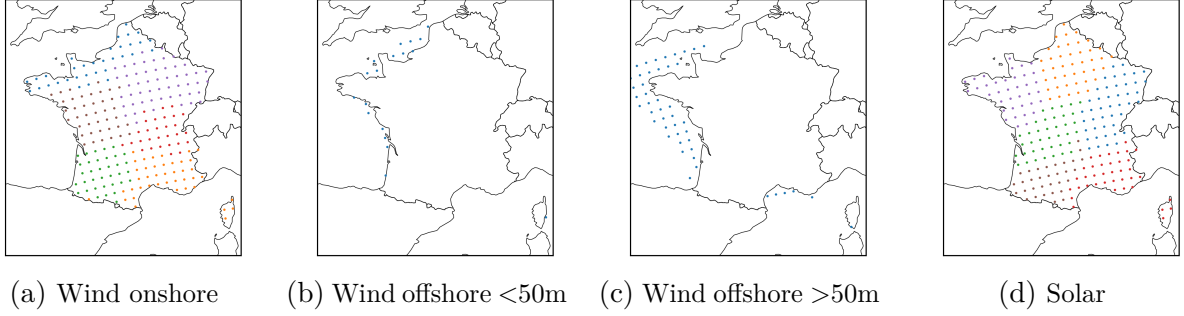 (a) Wind onshore
(b) Wind offshore <50m
(c) Wind offshore >50m
(d) Solar